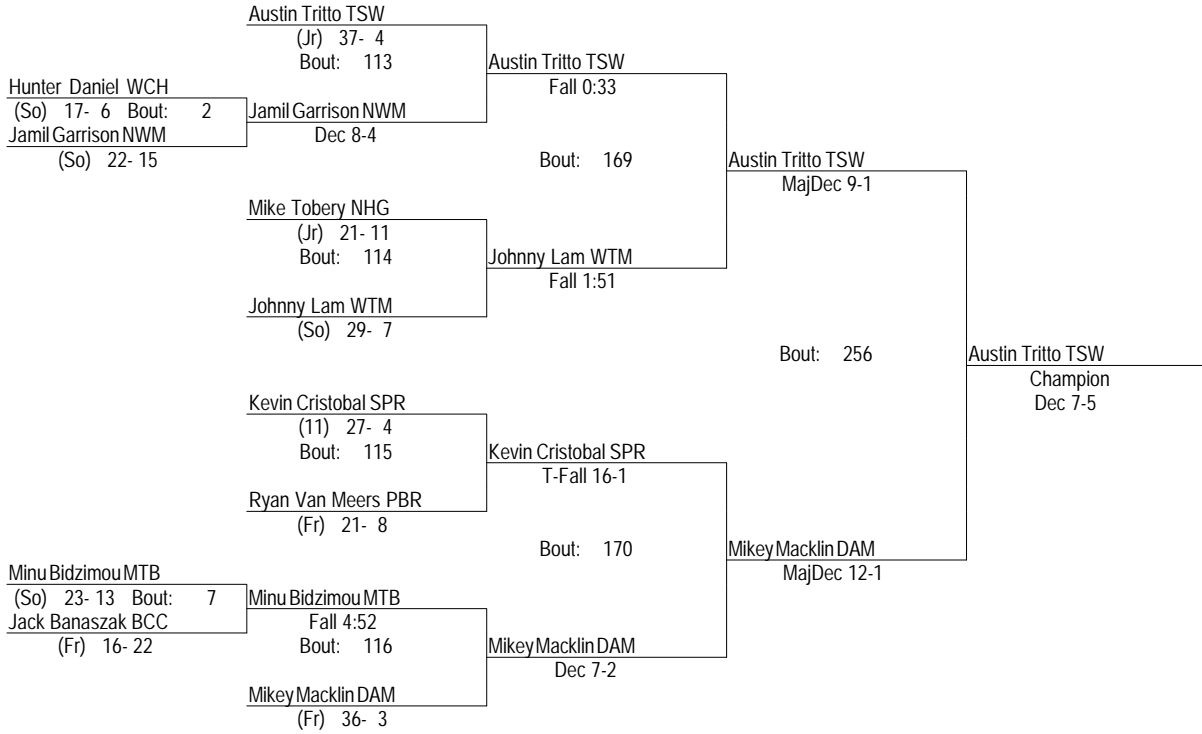 Austin Tritto TSW
(Jr) 37- 4
Bout: 113
Austin Tritto TSW
Fall 0:33
Hunter Daniel WCH
(So) 17- 6 Bout: 2
Jamil Garrison NWM
(So) 22- 15
Jamil Garrison NWM
Dec 8-4
Bout: 169
Austin Tritto TSW
MajDec 9-1
Mike Tobery NHG
(Jr) 21- 11
Bout: 114
Johnny Lam WTM
Fall 1:51
Johnny Lam WTM
(So) 29- 7
Bout: 256
Austin Tritto TSW
Champion
Dec 7-5
Kevin Cristobal SPR
(11) 27- 4
Bout: 115
Kevin Cristobal SPR
T-Fall 16-1
Ryan Van Meers PBR
(Fr) 21- 8
Bout: 170
Mikey Macklin DAM
MajDec 12-1
Minu Bidzimou MTB
(So) 23- 13 Bout: 7
Jack Banaszak BCC
(Fr) 16- 22
Minu Bidzimou MTB
Fall 4:52
Bout: 116
Mikey Macklin DAM
Dec 7-2
Mikey Macklin DAM
(Fr) 36- 3